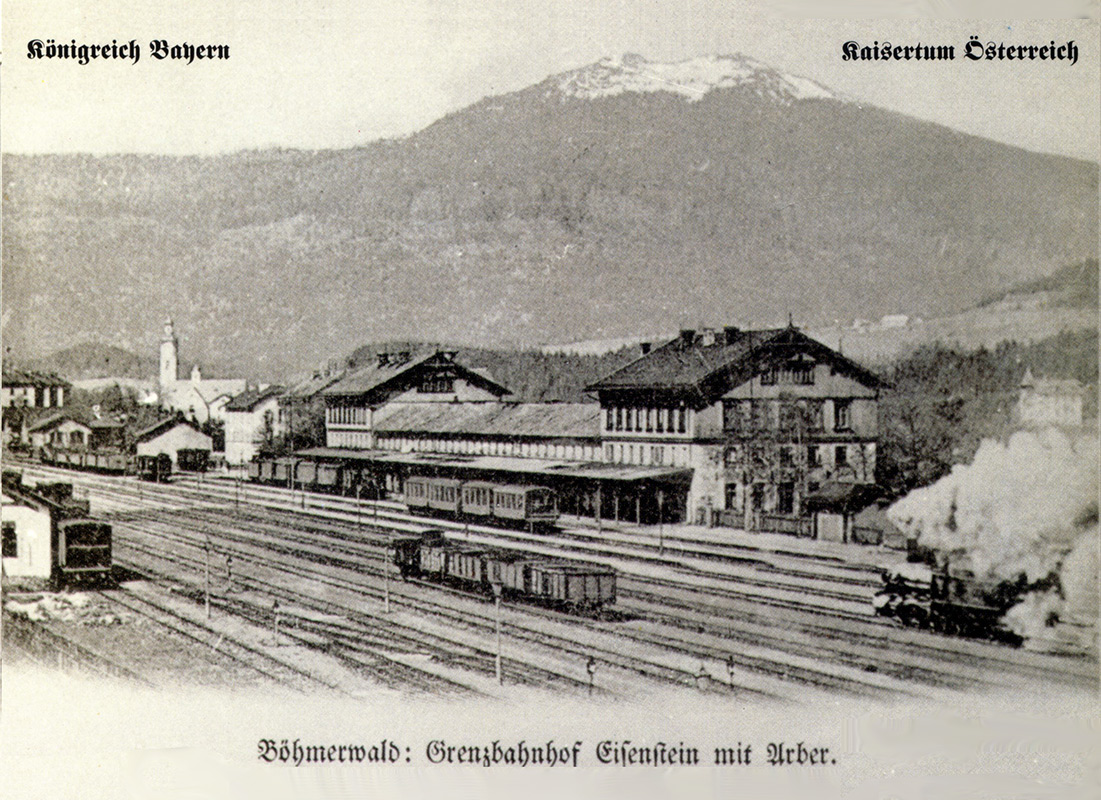 Königreich Bayern
Kaisertum Österreich
Böhmerwald: Grenzbahnhof Eisenstein mit Arber.